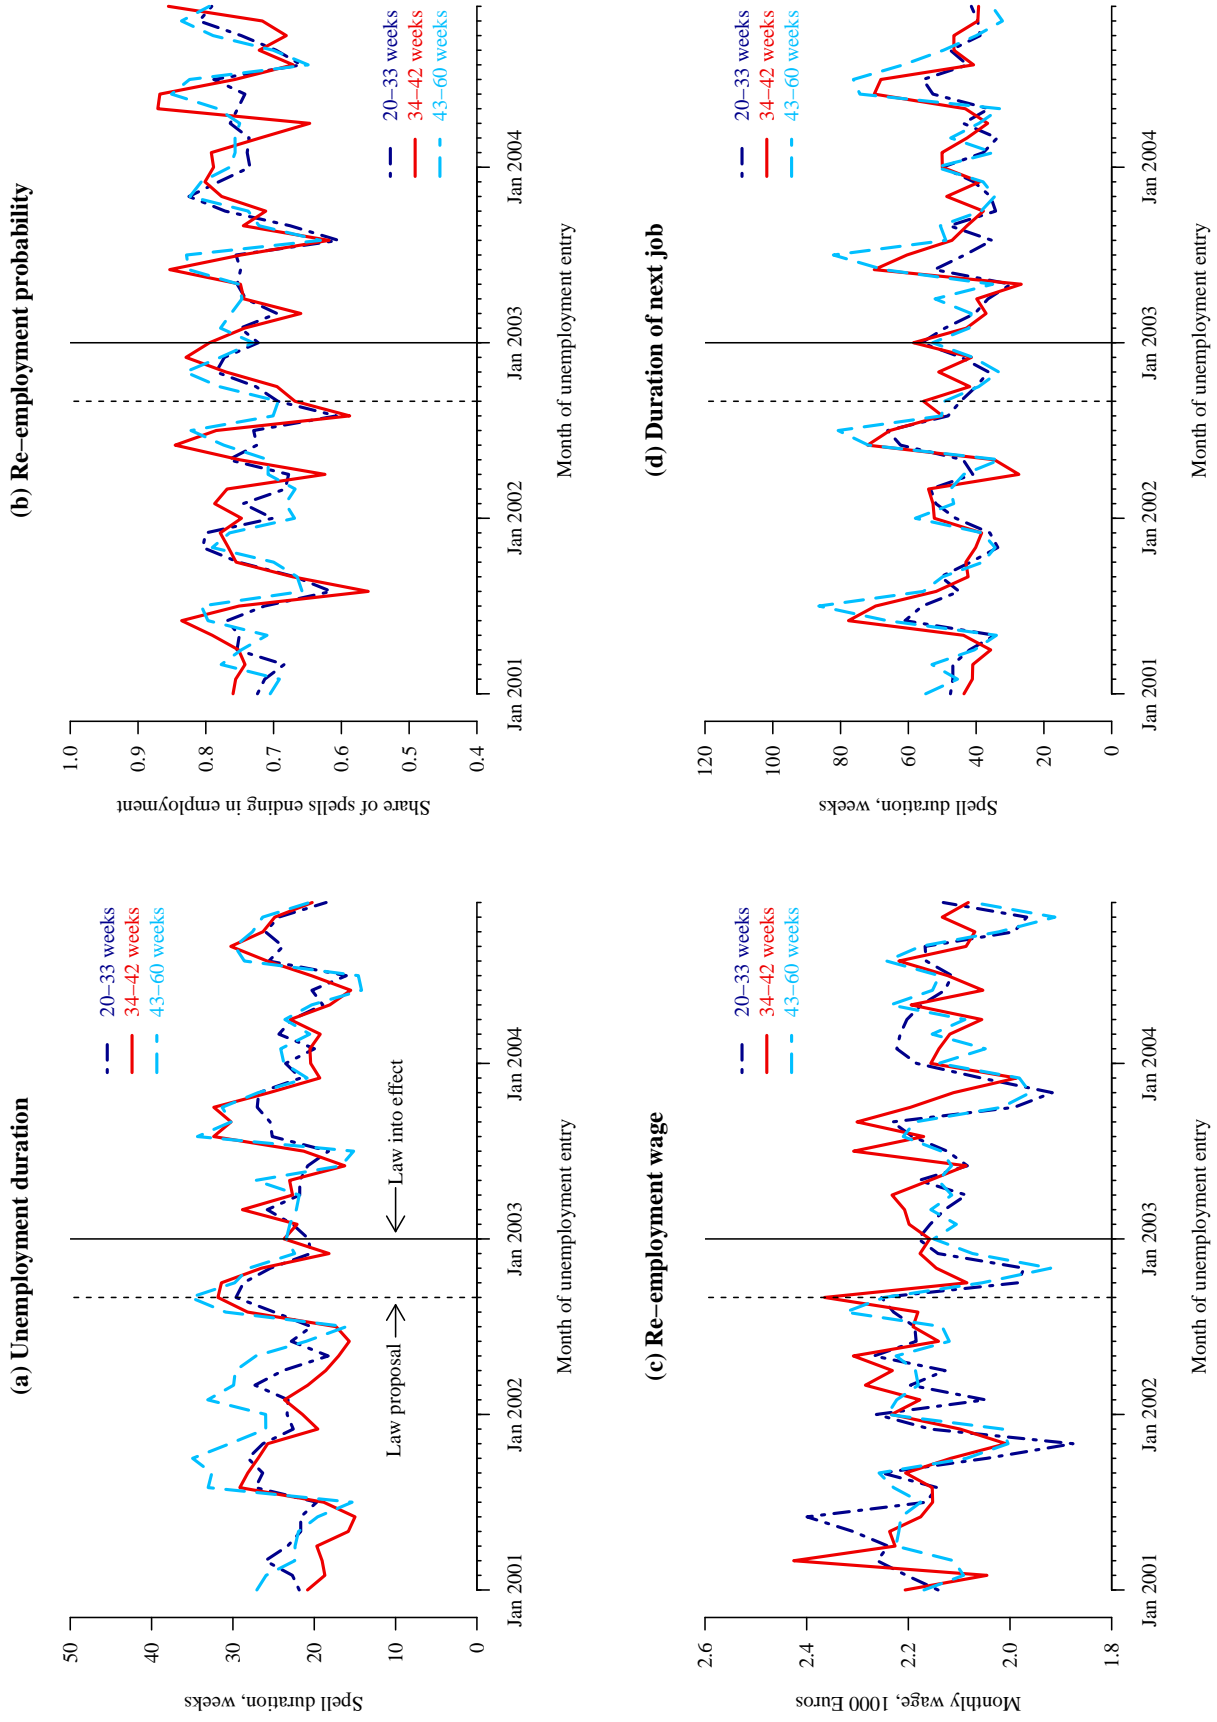 (a) Unemployment duration
Spell duration, weeks
50
40
30
20
10
0
20−33 weeks
34−42 weeks
43−60 weeks
Law proposal
Law into effect
Jan 2001
Jan 2002
Jan 2003
Jan 2004
Month of unemployment entry
(b) Re−employment probability
Share of spells ending in employment
1.0
0.9
0.8
0.7
0.6
0.5
0.4
20−33 weeks
34−42 weeks
43−60 weeks
Jan 2001
Jan 2002
Jan 2003
Jan 2004
Month of unemployment entry
(c) Re−employment wage
Monthly wage, 1000 Euros
2.6
2.4
2.2
2.0
1.8
20−33 weeks
34−42 weeks
43−60 weeks
Jan 2001
Jan 2002
Jan 2003
Jan 2004
Month of unemployment entry
(d) Duration of next job
Spell duration, weeks
120
100
80
60
40
20
0
20−33 weeks
34−42 weeks
43−60 weeks
Jan 2001
Jan 2002
Jan 2003
Jan 2004
Month of unemployment entry